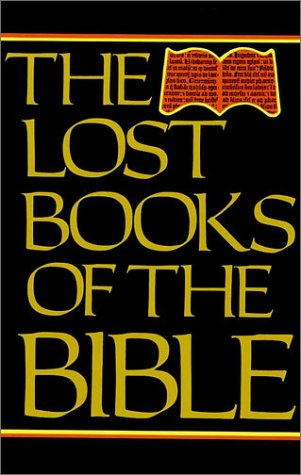 THE
LOST
BOOKS
OF THE
BIBLE